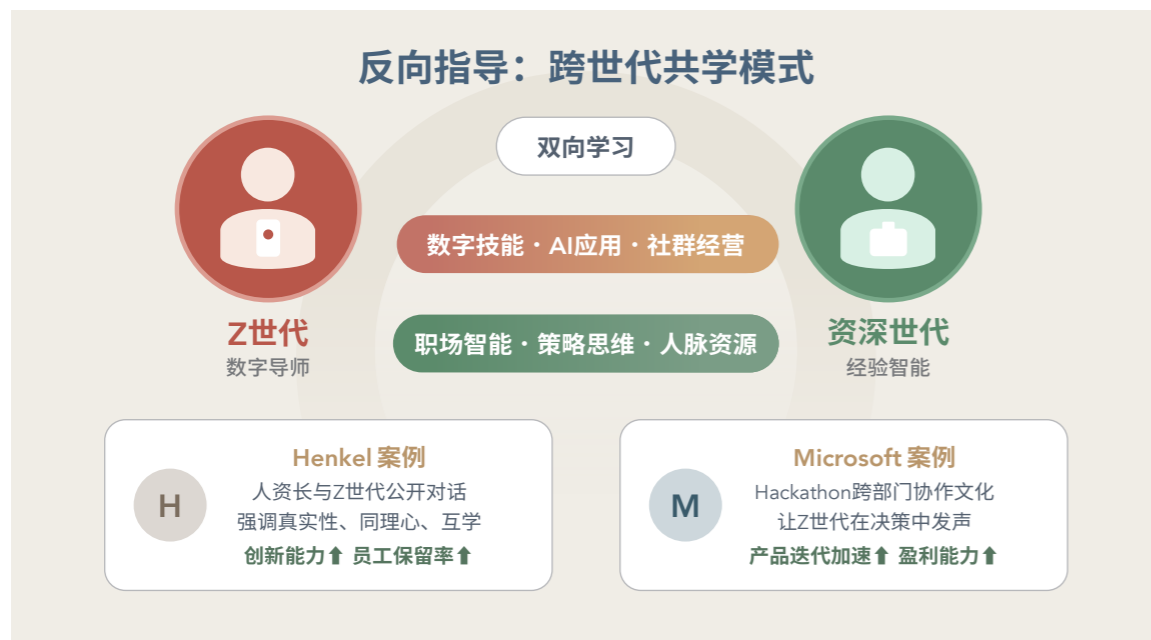 反向指导：跨世代共学模式
双向学习
数字技能・AI应用・社群经营
职场智能・策略思维・人脉资源
Z世代
数字导师
资深世代
经验智能
H
Henkel 案例
人资长与Z世代公开对话
强调真实性、同理心、互学
创新能力⬆ 员工保留率⬆
M
Microsoft 案例
Hackathon跨部门协作文化
让Z世代在决策中发声
产品迭代加速⬆ 盈利能力⬆